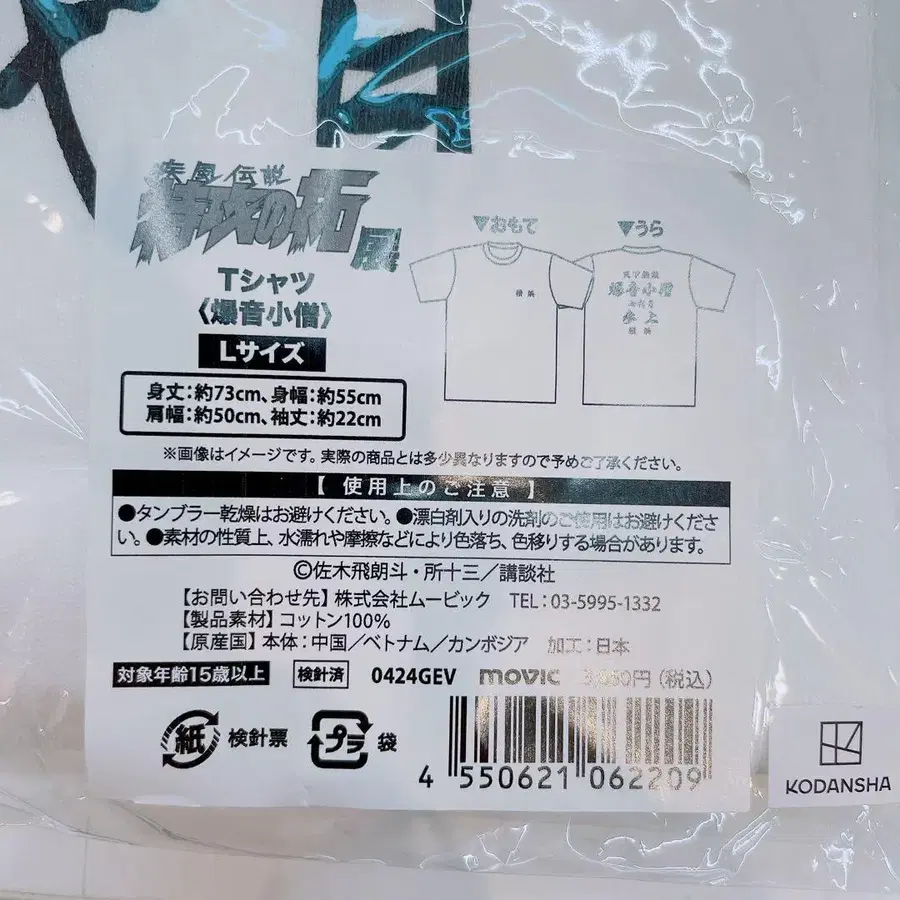 疾風伝説
特攻の拓
展
Tシャツ
〈爆音小僧〉
Lサイズ
身丈:約73cm、身幅:約55cm
肩幅:約50cm、袖丈:約22cm
▼おもて
▼うら
横浜
爆音小僧
参上
横浜
※画像はイメージです。実際の商品とは多少異なりますので予めご了承ください。
【 使用上のご注意 】
●タンブラー乾燥はお避けください。●漂白剤入りの洗剤のご使用はお避けくださ
い。●素材の性質上、水濡れや摩擦などにより色落ち、色移りする場合があります。
©佐木飛朗斗・所十三/講談社
【お問い合わせ先】株式会社ムービック TEL:03-5995-1332
【製品素材】コットン100%
【原産国】本体:中国/ベトナム/カンボジア 加工:日本
対象年齢15歳以上 検針済 0424GEV movic 円(税込)
紙 検針票 プラ 袋
4 550621 062209
KODANSHA